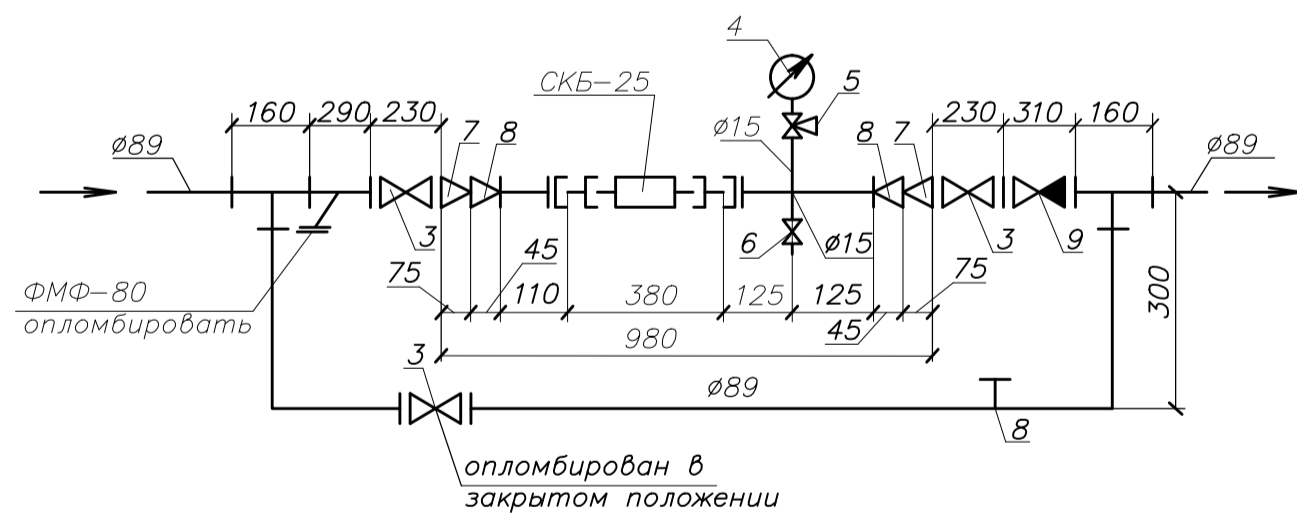 4
СКБ-25
5
160
290
230
7
8
ø15
8
7
230
310
160
ø89
ø89
3
6
ø15
3
9
45
75
110
380
125
125
75
45
300
ФМФ-80
опломбировать
980
3
ø89
8
опломбирован в
закрытом положении